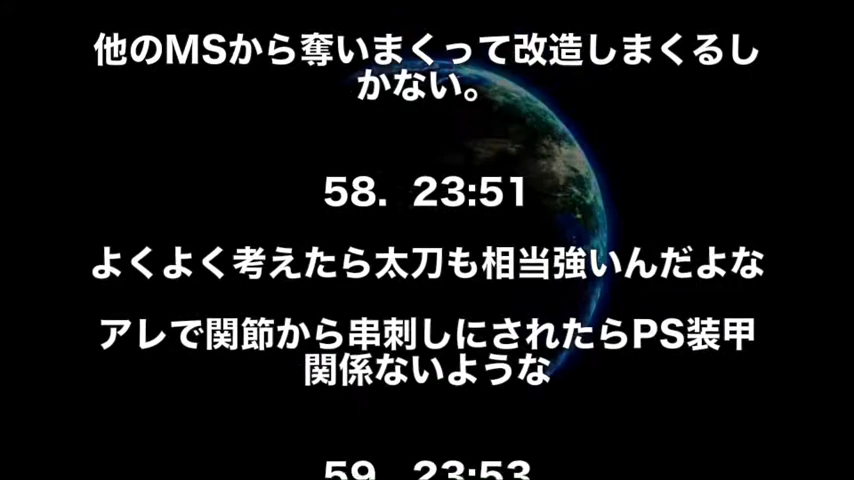 他のMSから奪いまくって改造しまくるし
かない。
58. 23:51
よくよく考えたら太刀も相当強いんだよな
アレで関節から串刺しにされたらPS装甲
関係ないような
59. 23:53